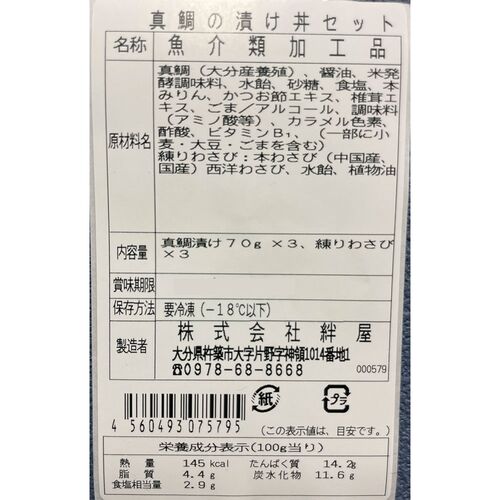 真鯛の漬け丼セット
名称 魚介類加工品
原材料名
真鯛（大分産養殖）、醤油、米発
酵調味料、水飴、砂糖、食塩、本
みりん、かつお節エキス、椎茸エ
キス、ごま／アルコール、調味料
（アミノ酸等）、カラメル色素、
酢酸、ビタミンB₁、（一部に小
麦・大豆・ごまを含む）
練りわさび：本わさび（中国産、
国産）西洋わさび、水飴、植物油
内容量 真鯛漬け７０ｇ×３、練りわさび
×３
賞味期限
保存方法 要冷凍（－１８℃以下）
製造者 株式会社絆屋
大分県杵築市大字片野字神領1014番地1
☎0978-68-8668 000579
4 560493 075795
紙 プラ
（この表示値は、目安です。）
栄養成分表示(100g当り)
熱量 145kcal たんぱく質 14.2g
脂質 4.4g 炭水化物 11.6g
食塩相当量 2.9g